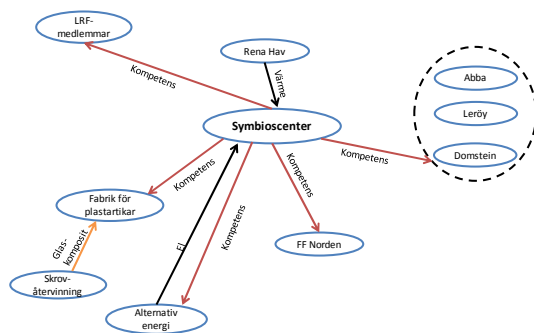 LRF-
medlemmar
Rena Hav
Kompetens
Värme
Abba
Leröy
Domstein
Symbioscenter
Kompetens
Kompetens
Kompetens
Kompetens
El
Fabrik för
plastartikar
FF Norden
Glas-
komposit
Skrov-
återvinning
Alternativ
energi